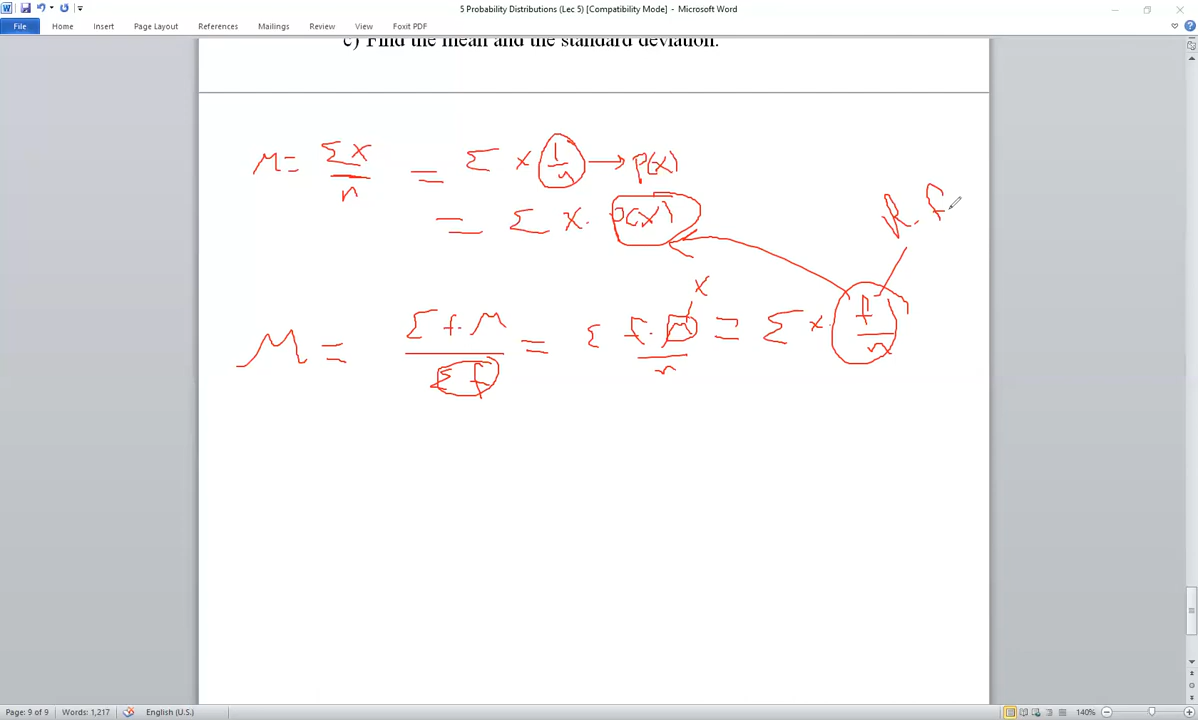 5 Probability Distributions (Lec 5) [Compatibility Mode] - Microsoft Word
File Home Insert Page Layout References Mailings Review View Foxit PDF
c) Find the mean and the standard deviation.
μ = Σx/n = Σ x (1/n) → P(x)
= Σ x · P(x)
R.f
x
M = Σ f·M / Σf = Σ f·M / n = Σ x · f/n
Page: 9 of 9 Words: 1,217 English (U.S.) 140%